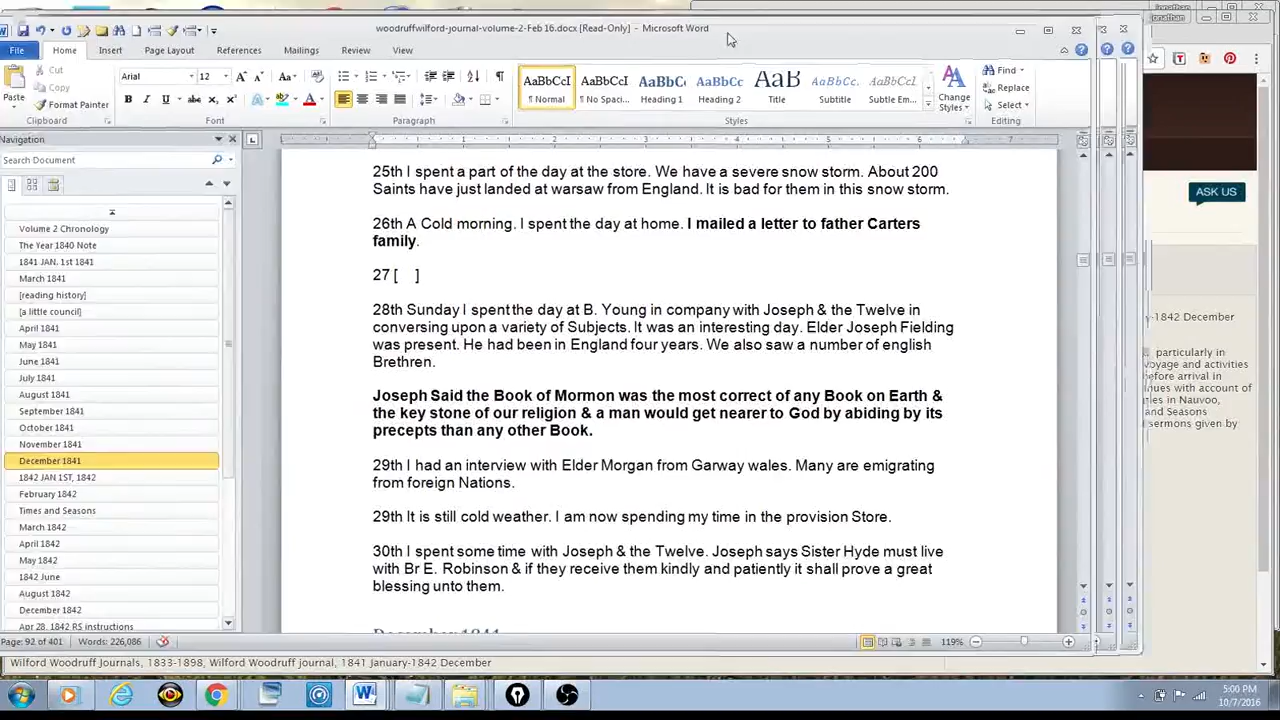 woodruffwilford-journal-volume-2-Feb 16.docx [Read-Only] - Microsoft Word
File Home Insert Page Layout References Mailings Review View
Paste
Cut
Copy
Format Painter
Clipboard
Arial 12
Font
Paragraph
AaBbCcI AaBbCcI AaBbC AaBbCc AaB AaBbCc. AaBbCcI
¶ Normal ¶ No Spaci... Heading 1 Heading 2 Title Subtitle Subtle Em...
Styles
Change
Styles
Find
Replace
Select
Editing
ASK US
Navigation
Search Document
Volume 2 Chronology
The Year 1840 Note
1841 JAN. 1st 1841
March 1841
[reading history]
[a little council]
April 1841
May 1841
June 1841
July 1841
August 1841
September 1841
October 1841
November 1841
December 1841
1842 JAN 1ST, 1842
February 1842
Times and Seasons
March 1842
April 1842
May 1842
1842 June
August 1842
December 1842
Apr 28, 1842 RS instructions
25th I spent a part of the day at the store. We have a severe snow storm. About 200
Saints have just landed at warsaw from England. It is bad for them in this snow storm.
26th A Cold morning. I spent the day at home. I mailed a letter to father Carters
family.
27 [ ]
28th Sunday I spent the day at B. Young in company with Joseph & the Twelve in
conversing upon a variety of Subjects. It was an interesting day. Elder Joseph Fielding
was present. He had been in England four years. We also saw a number of english
Brethren.
Joseph Said the Book of Mormon was the most correct of any Book on Earth &
the key stone of our religion & a man would get nearer to God by abiding by its
precepts than any other Book.
29th I had an interview with Elder Morgan from Garway wales. Many are emigrating
from foreign Nations.
29th It is still cold weather. I am now spending my time in the provision Store.
30th I spent some time with Joseph & the Twelve. Joseph says Sister Hyde must live
with Br E. Robinson & if they receive them kindly and patiently it shall prove a great
blessing unto them.
December 1841
-1842 December
particularly in
voyage and activities
before arrival in
nues with account of
s of Nauvoo,
and Seasons
sermons given by
Page: 92 of 401 Words: 226,086 119%
Wilford Woodruff Journals, 1833-1898, Wilford Woodruff journal, 1841 January-1842 December
5:00 PM
10/7/2016